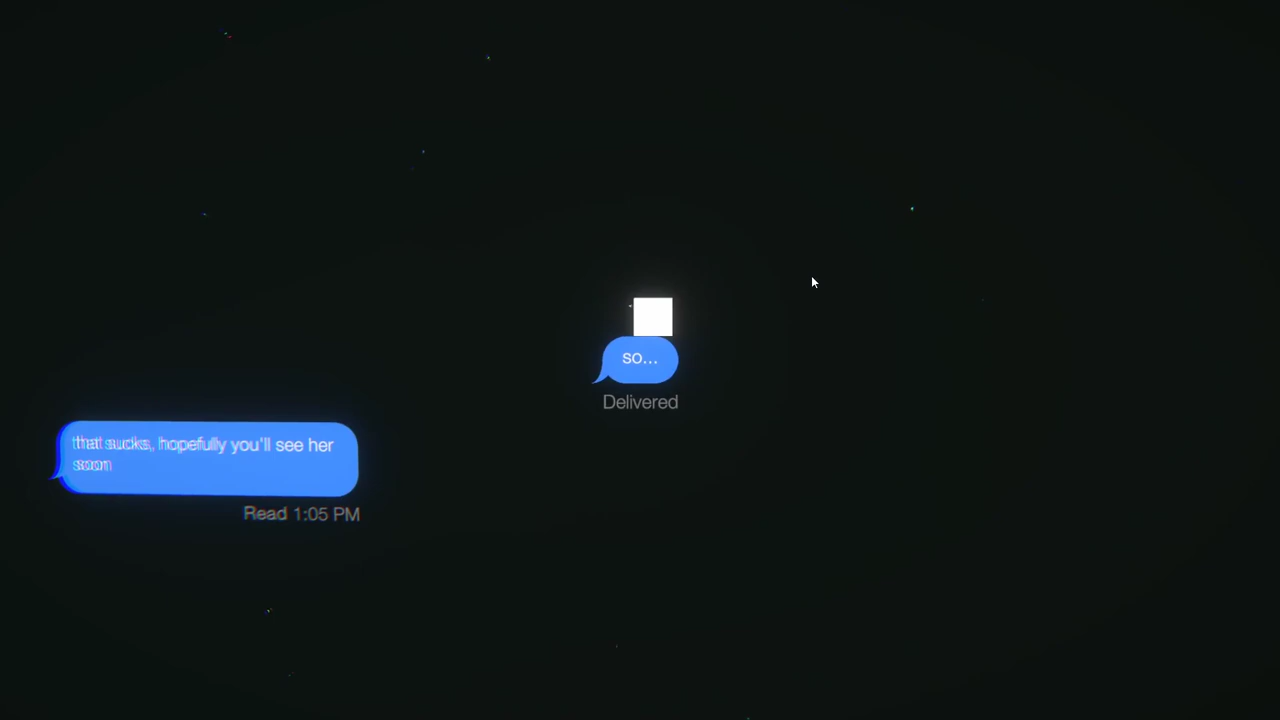 so...
Delivered
that sucks, hopefully you'll see her
soon
Read 1:05 PM